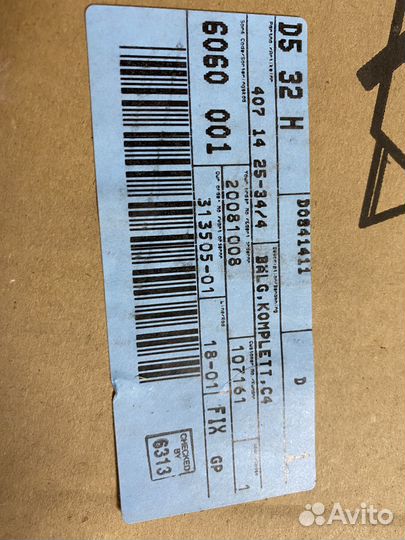 D5 32 H
D0841411
D
407 14 25-34/4
BALG,KOMPLETT,C4
6060 001
20081008
107161
1
313505-01
18-01
FIX
GP
CHECKED
BY
6313
Avito